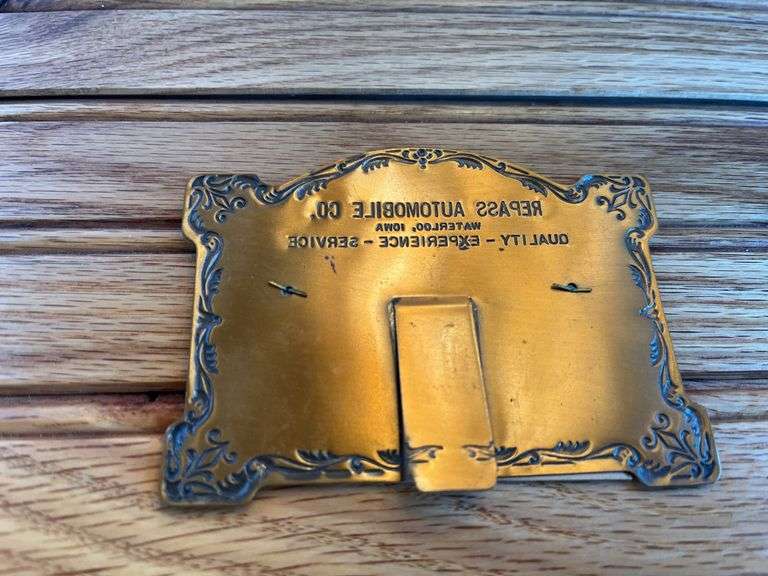 REPASS AUTOMOBILE CO.
WATERLOO, IOWA
QUALITY - EXPERIENCE - SERVICE